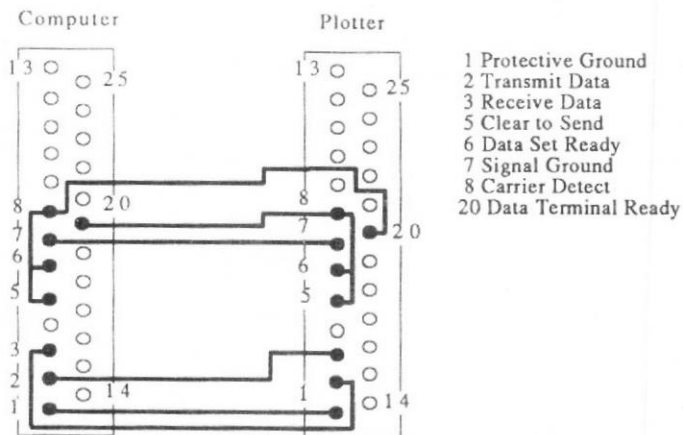 Computer
Plotter
13
25
20
8
7
6
5
3
2
1
14
13
25
8
7
20
6
5
1
14
1 Protective Ground
2 Transmit Data
3 Receive Data
5 Clear to Send
6 Data Set Ready
7 Signal Ground
8 Carrier Detect
20 Data Terminal Ready